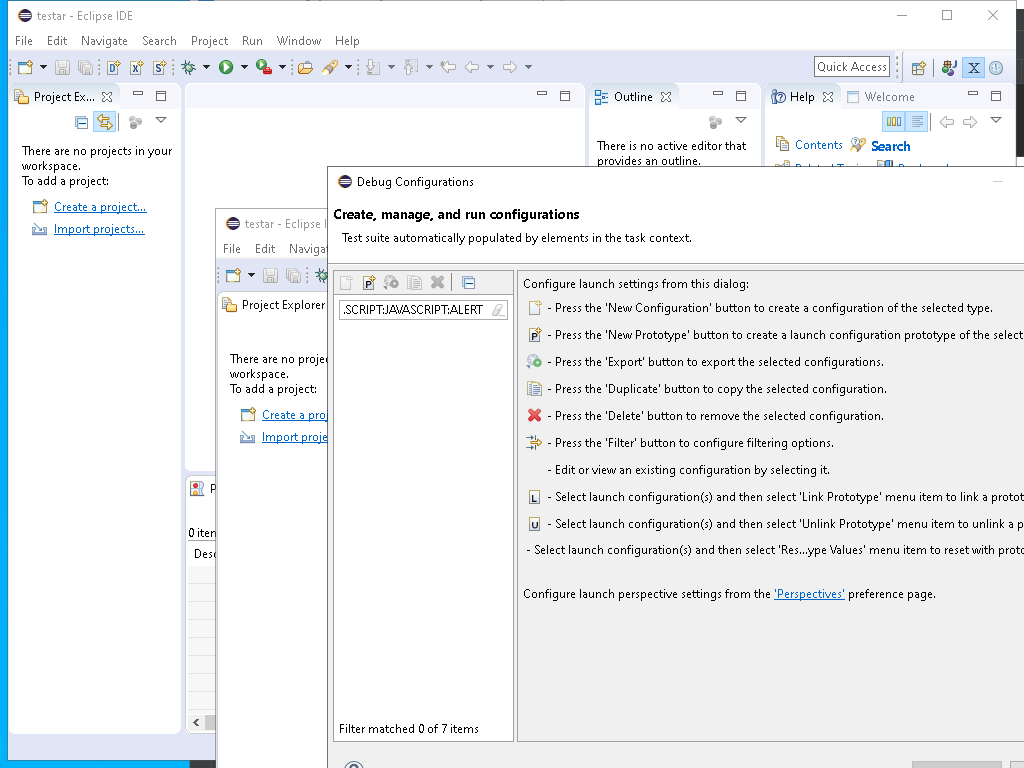 testar - Eclipse IDE
File Edit Navigate Search Project Run Window Help
Quick Access
Project Ex...
Outline
Help
Welcome
There are no projects in your
workspace.
To add a project:
Create a project...
Import projects...
There is no active editor that
provides an outline.
Contents
Search
testar - Eclipse I
File Edit Naviga
Project Explorer
There are no projec
workspace.
To add a project:
Create a proj
Import projec
0 item
Desc
Debug Configurations
Create, manage, and run configurations
Test suite automatically populated by elements in the task context.
.SCRIPT:JAVASCRIPT:ALERT
Filter matched 0 of 7 items
Configure launch settings from this dialog:
- Press the 'New Configuration' button to create a configuration of the selected type.
- Press the 'New Prototype' button to create a launch configuration prototype of the select
- Press the 'Export' button to export the selected configurations.
- Press the 'Duplicate' button to copy the selected configuration.
- Press the 'Delete' button to remove the selected configuration.
- Press the 'Filter' button to configure filtering options.
- Edit or view an existing configuration by selecting it.
- Select launch configuration(s) and then select 'Link Prototype' menu item to link a protot
- Select launch configuration(s) and then select 'Unlink Prototype' menu item to unlink a p
- Select launch configuration(s) and then select 'Res...ype Values' menu item to reset with proto
Configure launch perspective settings from the 'Perspectives' preference page.